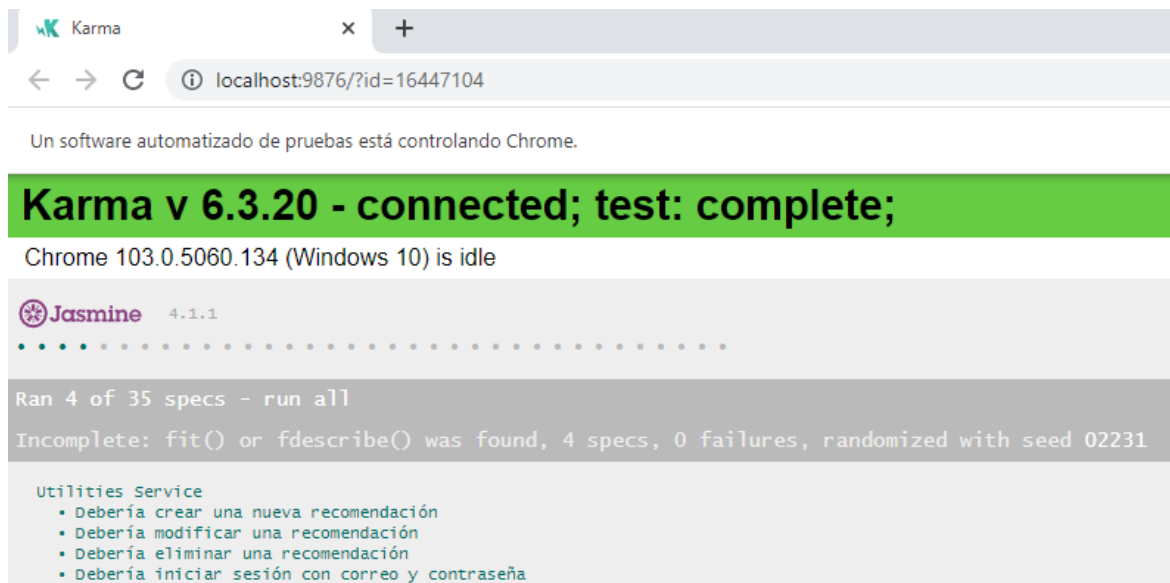 Karma
localhost:9876/?id=16447104
Un software automatizado de pruebas está controlando Chrome.
Karma v 6.3.20 - connected; test: complete;
Chrome 103.0.5060.134 (Windows 10) is idle
Jasmine 4.1.1
Ran 4 of 35 specs - run all
Incomplete: fit() or fdescribe() was found, 4 specs, 0 failures, randomized with seed 02231
Utilities Service
• Debería crear una nueva recomendación
• Debería modificar una recomendación
• Debería eliminar una recomendación
• Debería iniciar sesión con correo y contraseña